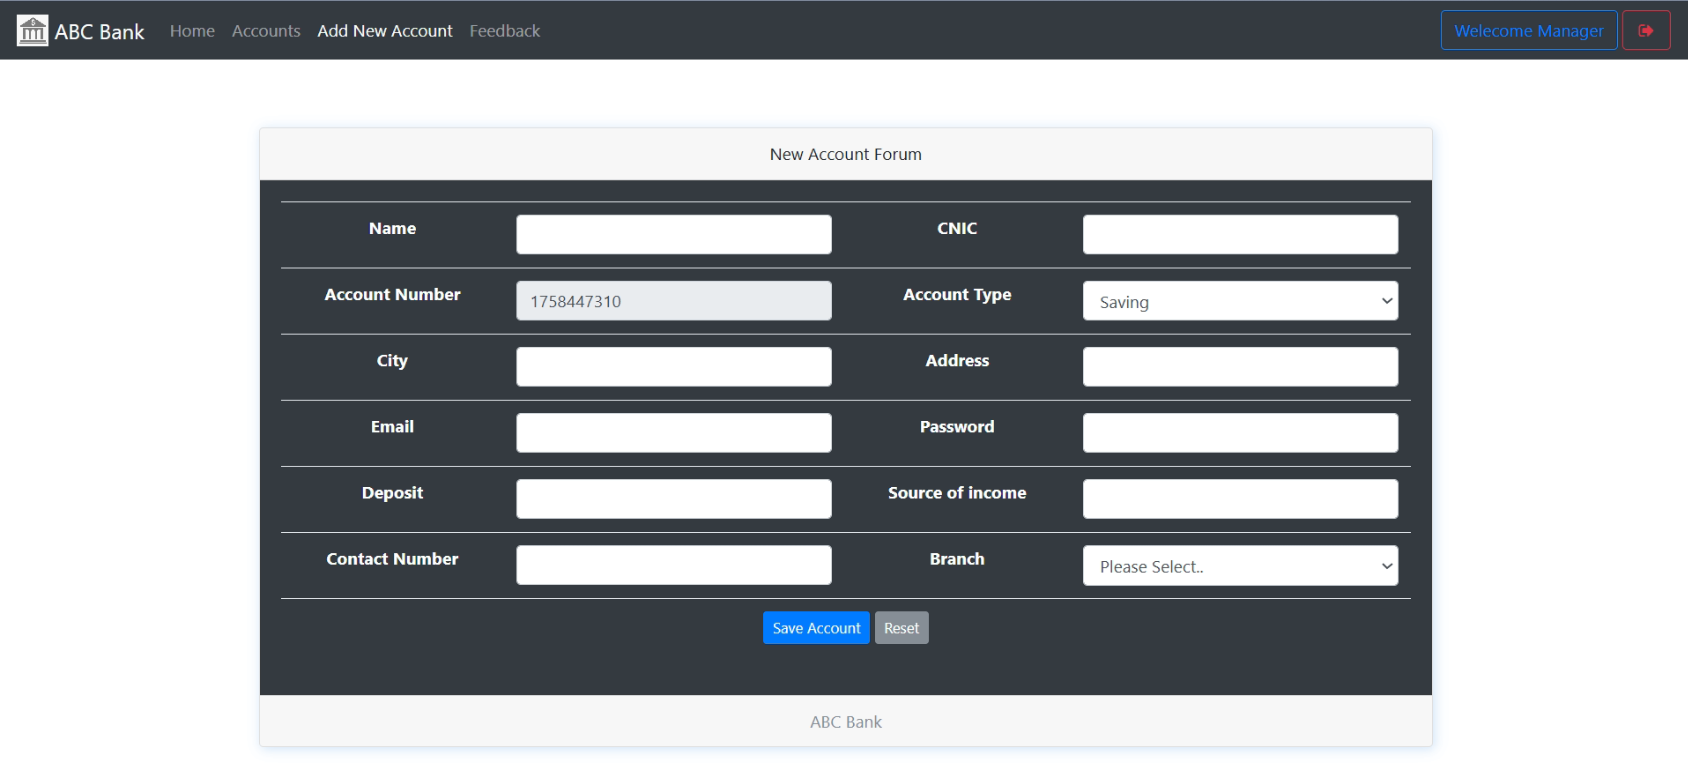 ABC Bank Home Accounts Add New Account Feedback Welecome Manager
New Account Forum
Name CNIC
Account Number 1758447310 Account Type Saving
City Address
Email Password
Deposit Source of income
Contact Number Branch Please Select..
Save Account Reset
ABC Bank